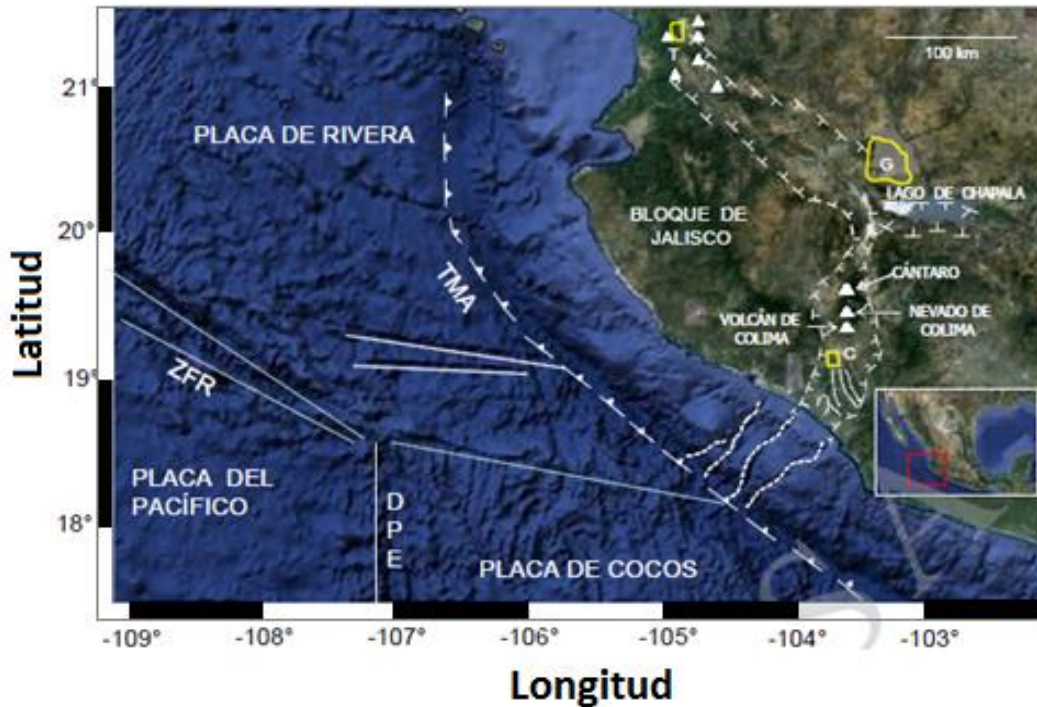 T
100 km
21°
PLACA DE RIVERA
G
LAGO DE CHAPALA
BLOQUE DE
JALISCO
20°
TMA
CÁNTARO
VOLCÁN DE
COLIMA
NEVADO DE
COLIMA
C
19°
ZFR
PLACA DEL
PACÍFICO
D
P
E
18°
PLACA DE COCOS
Latitud
-109°
-108°
-107°
-106°
-105°
-104°
-103°
Longitud